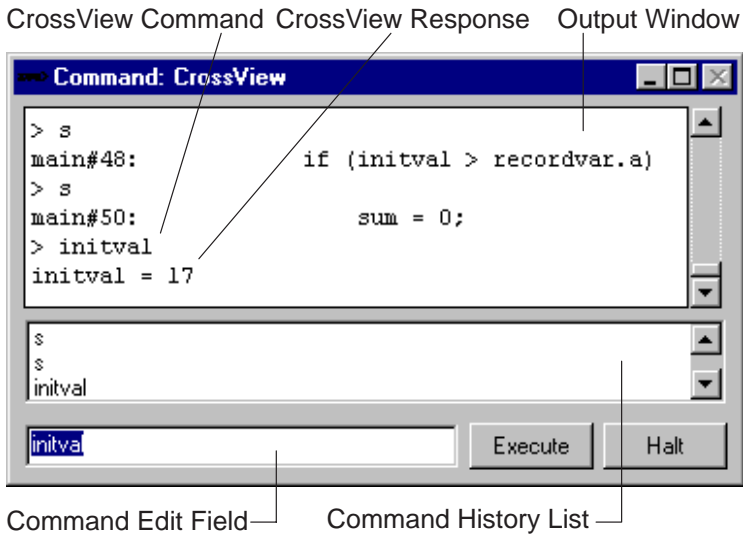 CrossView Command CrossView Response Output Window
Command: CrossView
> s
main#48: if (initval > recordvar.a)
> s
main#50: sum = 0;
> initval
initval = 17
s
s
initval
initval Execute Halt
Command Edit Field Command History List